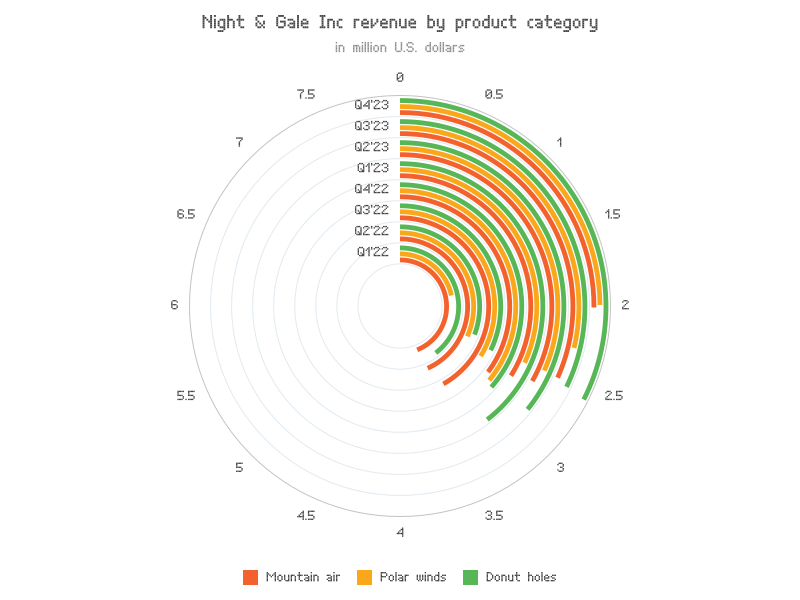 Night & Gale Inc revenue by product category
in million U.S. dollars
0
0.5
1
1.5
2
2.5
3
3.5
4
4.5
5
5.5
6
6.5
7
7.5
Q4'23
Q3'23
Q2'23
Q1'23
Q4'22
Q3'22
Q2'22
Q1'22
Mountain air
Polar winds
Donut holes